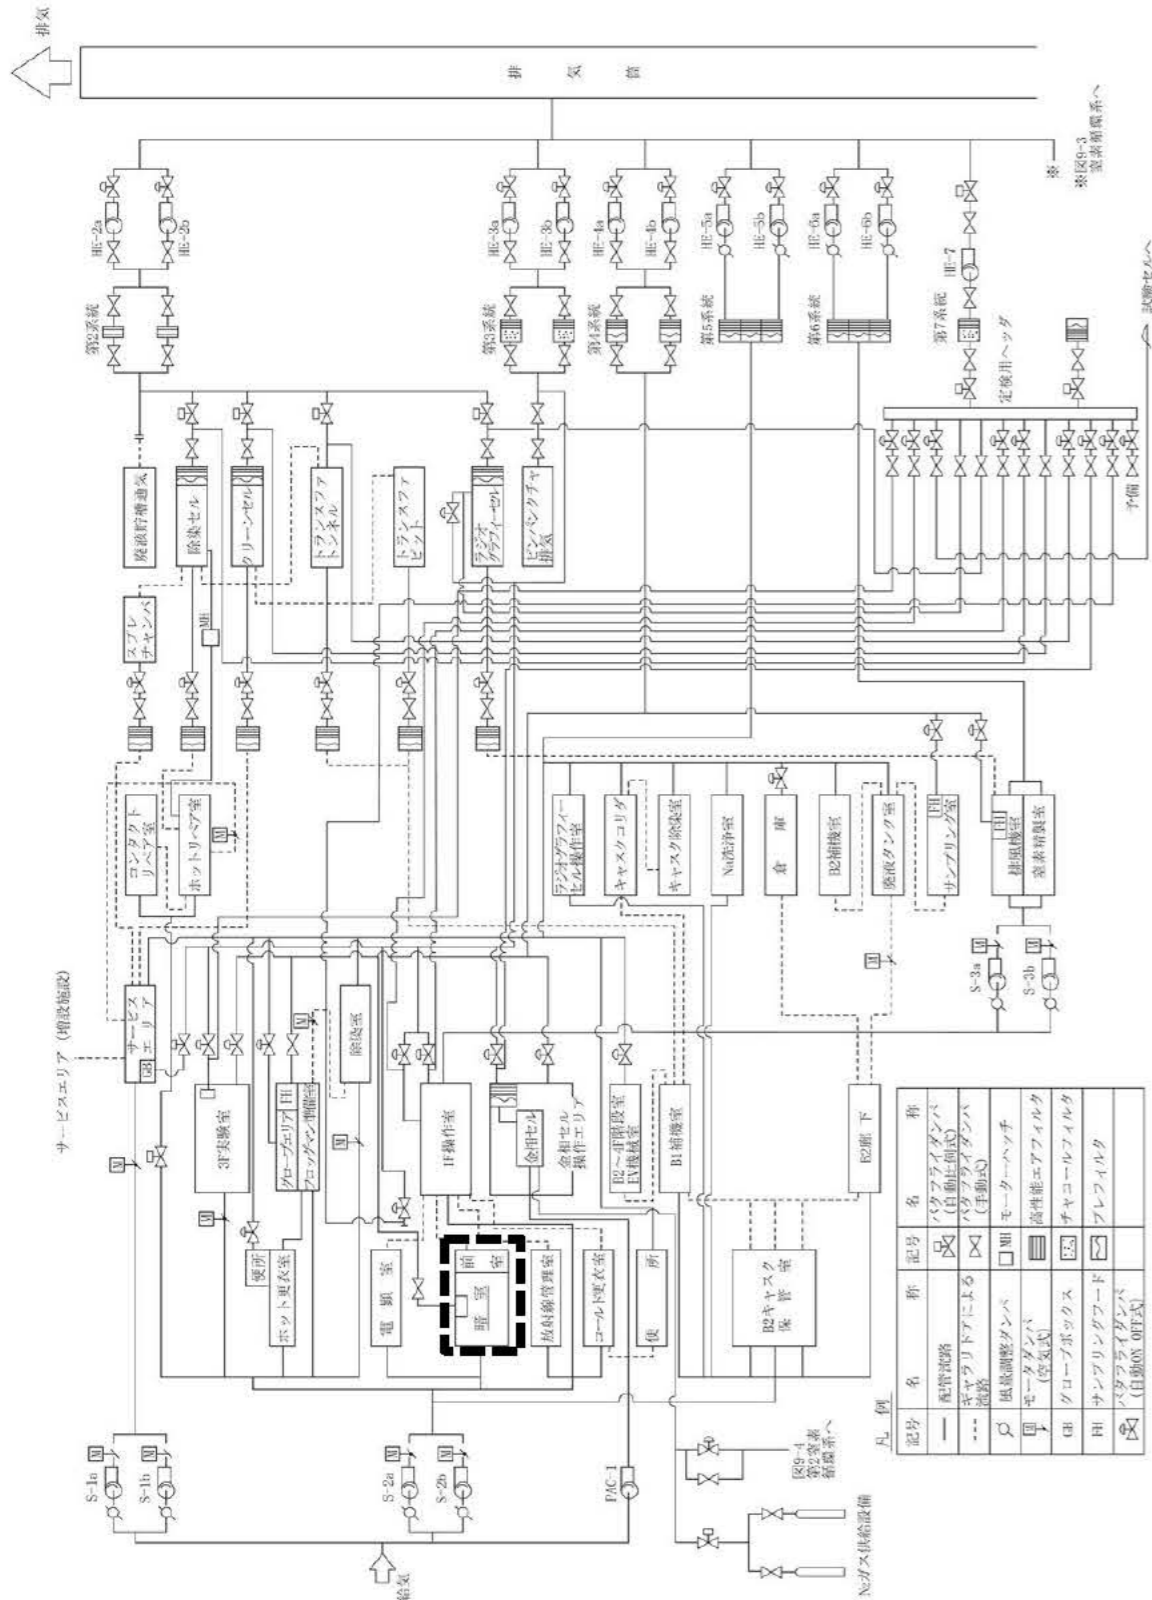 排気
排 気 筒
※図9-3
窒素循環系へ
※
HE-2a
HE-2b
HE-3a
HE-3b
HE-4a
HE-4b
HE-5a
HE-5b
HE-6a
HE-6b
HE-7
第2系統
第3系統
第4系統
第5系統
第6系統
第7系統
定検用ヘッダ
試験セルへ
予備
廃液貯槽通気
除染セル
クリーンセル
トランスファ
トンネル
トランスファ
ピット
ラジオ
グラフィーセル
ピンパンクチャ
排気
スプレ
チャンバ
MH
コンタクト
リペア室
ホットリペア室
M
ラジオグラフィー
セル操作室
キャスクコリダ
キャスク除染室
Na洗浄室
倉 庫
B2補機室
廃液タンク室
FH
サンプリング室
FH
排風機室
窒素精製室
M
M
S-3a
M
S-3b
サービスエリア (増設施設)
サービス
エリア
GB
M
3F実験室
M
グローブエリア
FH
フロッグマン準備室
M
除染室
M
1F操作室
金相セル
金相セル
操作エリア
B2~4F階段室
EV機械室
B1補機室
B2廊下
便所
ホット更衣室
電顕室
前室
暗室
放射線管理室
コールド更衣室
便 所
B2キャスク
保 管 室
S-1a
M
S-1b
M
S-2a
M
S-2b
M
PAC-1
給気
図9-4
第2窒素
循環系へ
N₂ガス供給設備
凡 例
記号 名 称 記号 名 称
配管流路 バタフライダンパ
(自動比例式)
ギャラリドアによる
流路 バタフライダンパ
(手動式)
風量調整ダンパ MH モーターハッチ
M モータダンパ
(空気式) 高性能エアフィルタ
GB グローブボックス チャコールフィルタ
FH サンプリングフード プレフィルタ
バタフライダンパ
(自動ON OFF式)